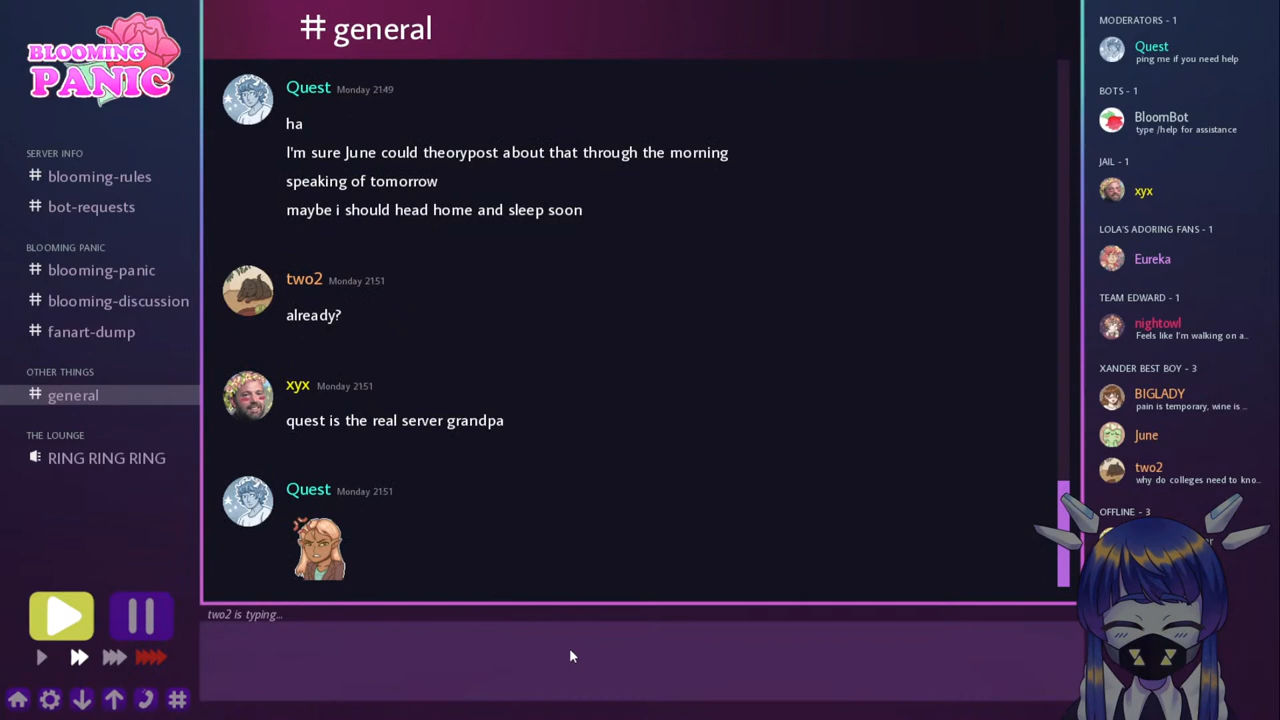 BLOOMING
PANIC
SERVER INFO
# blooming-rules
# bot-requests
BLOOMING PANIC
# blooming-panic
# blooming-discussion
# fanart-dump
OTHER THINGS
# general
THE LOUNGE
RING RING RING
# general
Quest Monday 2149
ha
I'm sure June could theorypost about that through the morning
speaking of tomorrow
maybe i should head home and sleep soon
two2 Monday 2151
already?
xyx Monday 2151
quest is the real server grandpa
Quest Monday 2151
two2 is typing...
MODERATORS - 1
Quest
ping me if you need help
BOTS - 1
BloomBot
type /help for assistance
JAIL - 1
xyx
LOLA'S ADORING FANS - 1
Eureka
TEAM EDWARD - 1
nightowl
Feels like I'm walking on a..
XANDER BEST BOY - 3
BIGLADY
pain is temporary, wine is ..
June
two2
why do colleges need to kno..
OFFLINE - 3